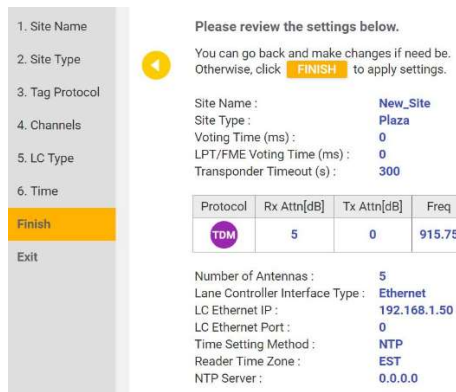 1. Site Name
2. Site Type
3. Tag Protocol
4. Channels
5. LC Type
6. Time
Finish
Exit
Please review the settings below.
You can go back and make changes if need be.
Otherwise, click FINISH to apply settings.
Site Name : New_Site
Site Type : Plaza
Voting Time (ms) : 0
LPT/FME Voting Time (ms) : 0
Transponder Timeout (s) : 300
Protocol Rx Attn[dB] Tx Attn[dB] Freq
TDM 5 0 915.75
Number of Antennas : 5
Lane Controller Interface Type : Ethernet
LC Ethernet IP : 192.168.1.50
LC Ethernet Port : 0
Time Setting Method : NTP
Reader Time Zone : EST
NTP Server : 0.0.0.0